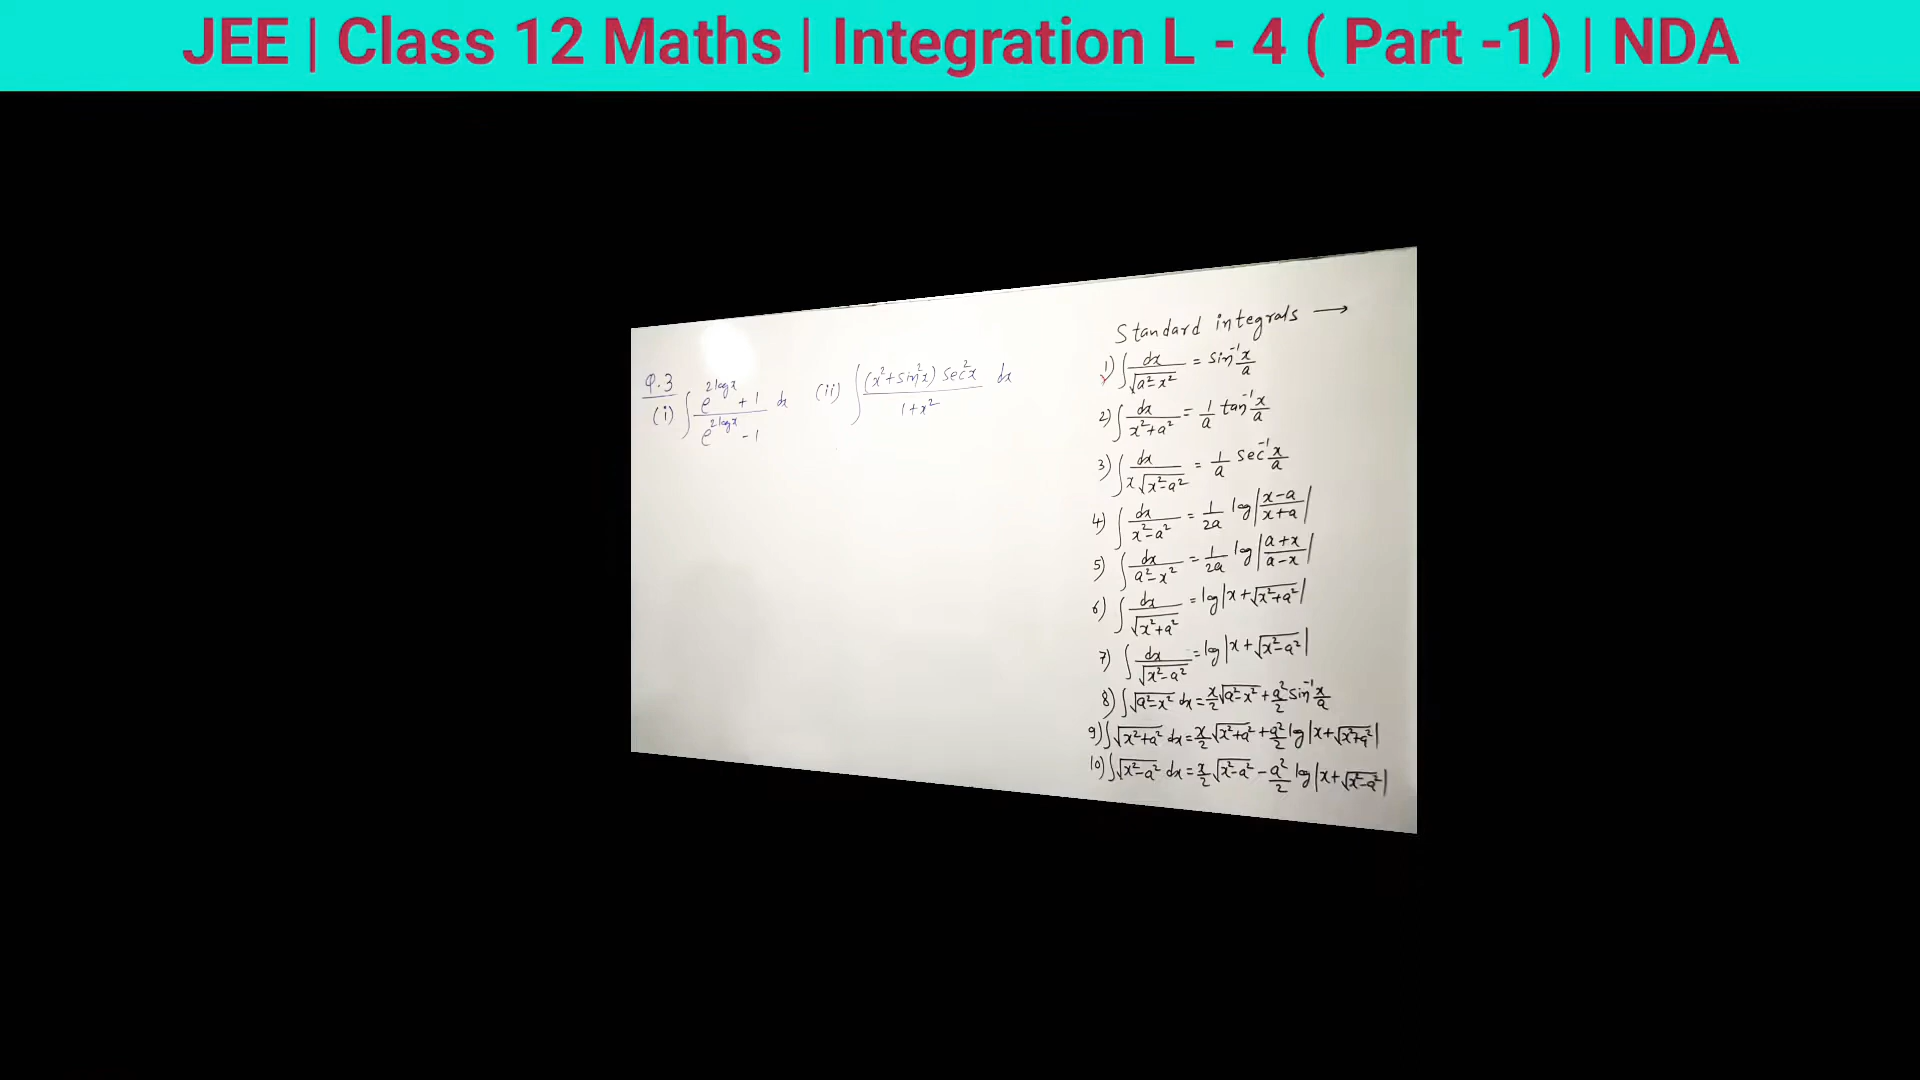 JEE | Class 12 Maths | Integration L - 4 ( Part -1) | NDA
Q.3
(i) ∫ (e^(2logx) + 1)/(e^(2logx) - 1) dx (ii) ∫ ((x²+sin²x) sec²x)/(1+x²) dx
Standard integrals →
1) ∫ dx/√(a²-x²) = sin⁻¹ x/a
2) ∫ dx/(x²+a²) = 1/a tan⁻¹ x/a
3) ∫ dx/(x√(x²-a²)) = 1/a sec⁻¹ x/a
4) ∫ dx/(x²-a²) = 1/2a log|(x-a)/(x+a)|
5) ∫ dx/(a²-x²) = 1/2a log|(a+x)/(a-x)|
6) ∫ dx/√(x²+a²) = log|x+√(x²+a²)|
7) ∫ dx/√(x²-a²) = log|x+√(x²-a²)|
8) ∫√(a²-x²) dx = x/2 √(a²-x²) + a²/2 sin⁻¹ x/a
9) ∫√(x²+a²) dx = x/2 √(x²+a²) + a²/2 log|x+√(x²+a²)|
10) ∫√(x²-a²) dx = x/2 √(x²-a²) - a²/2 log|x+√(x²-a²)|